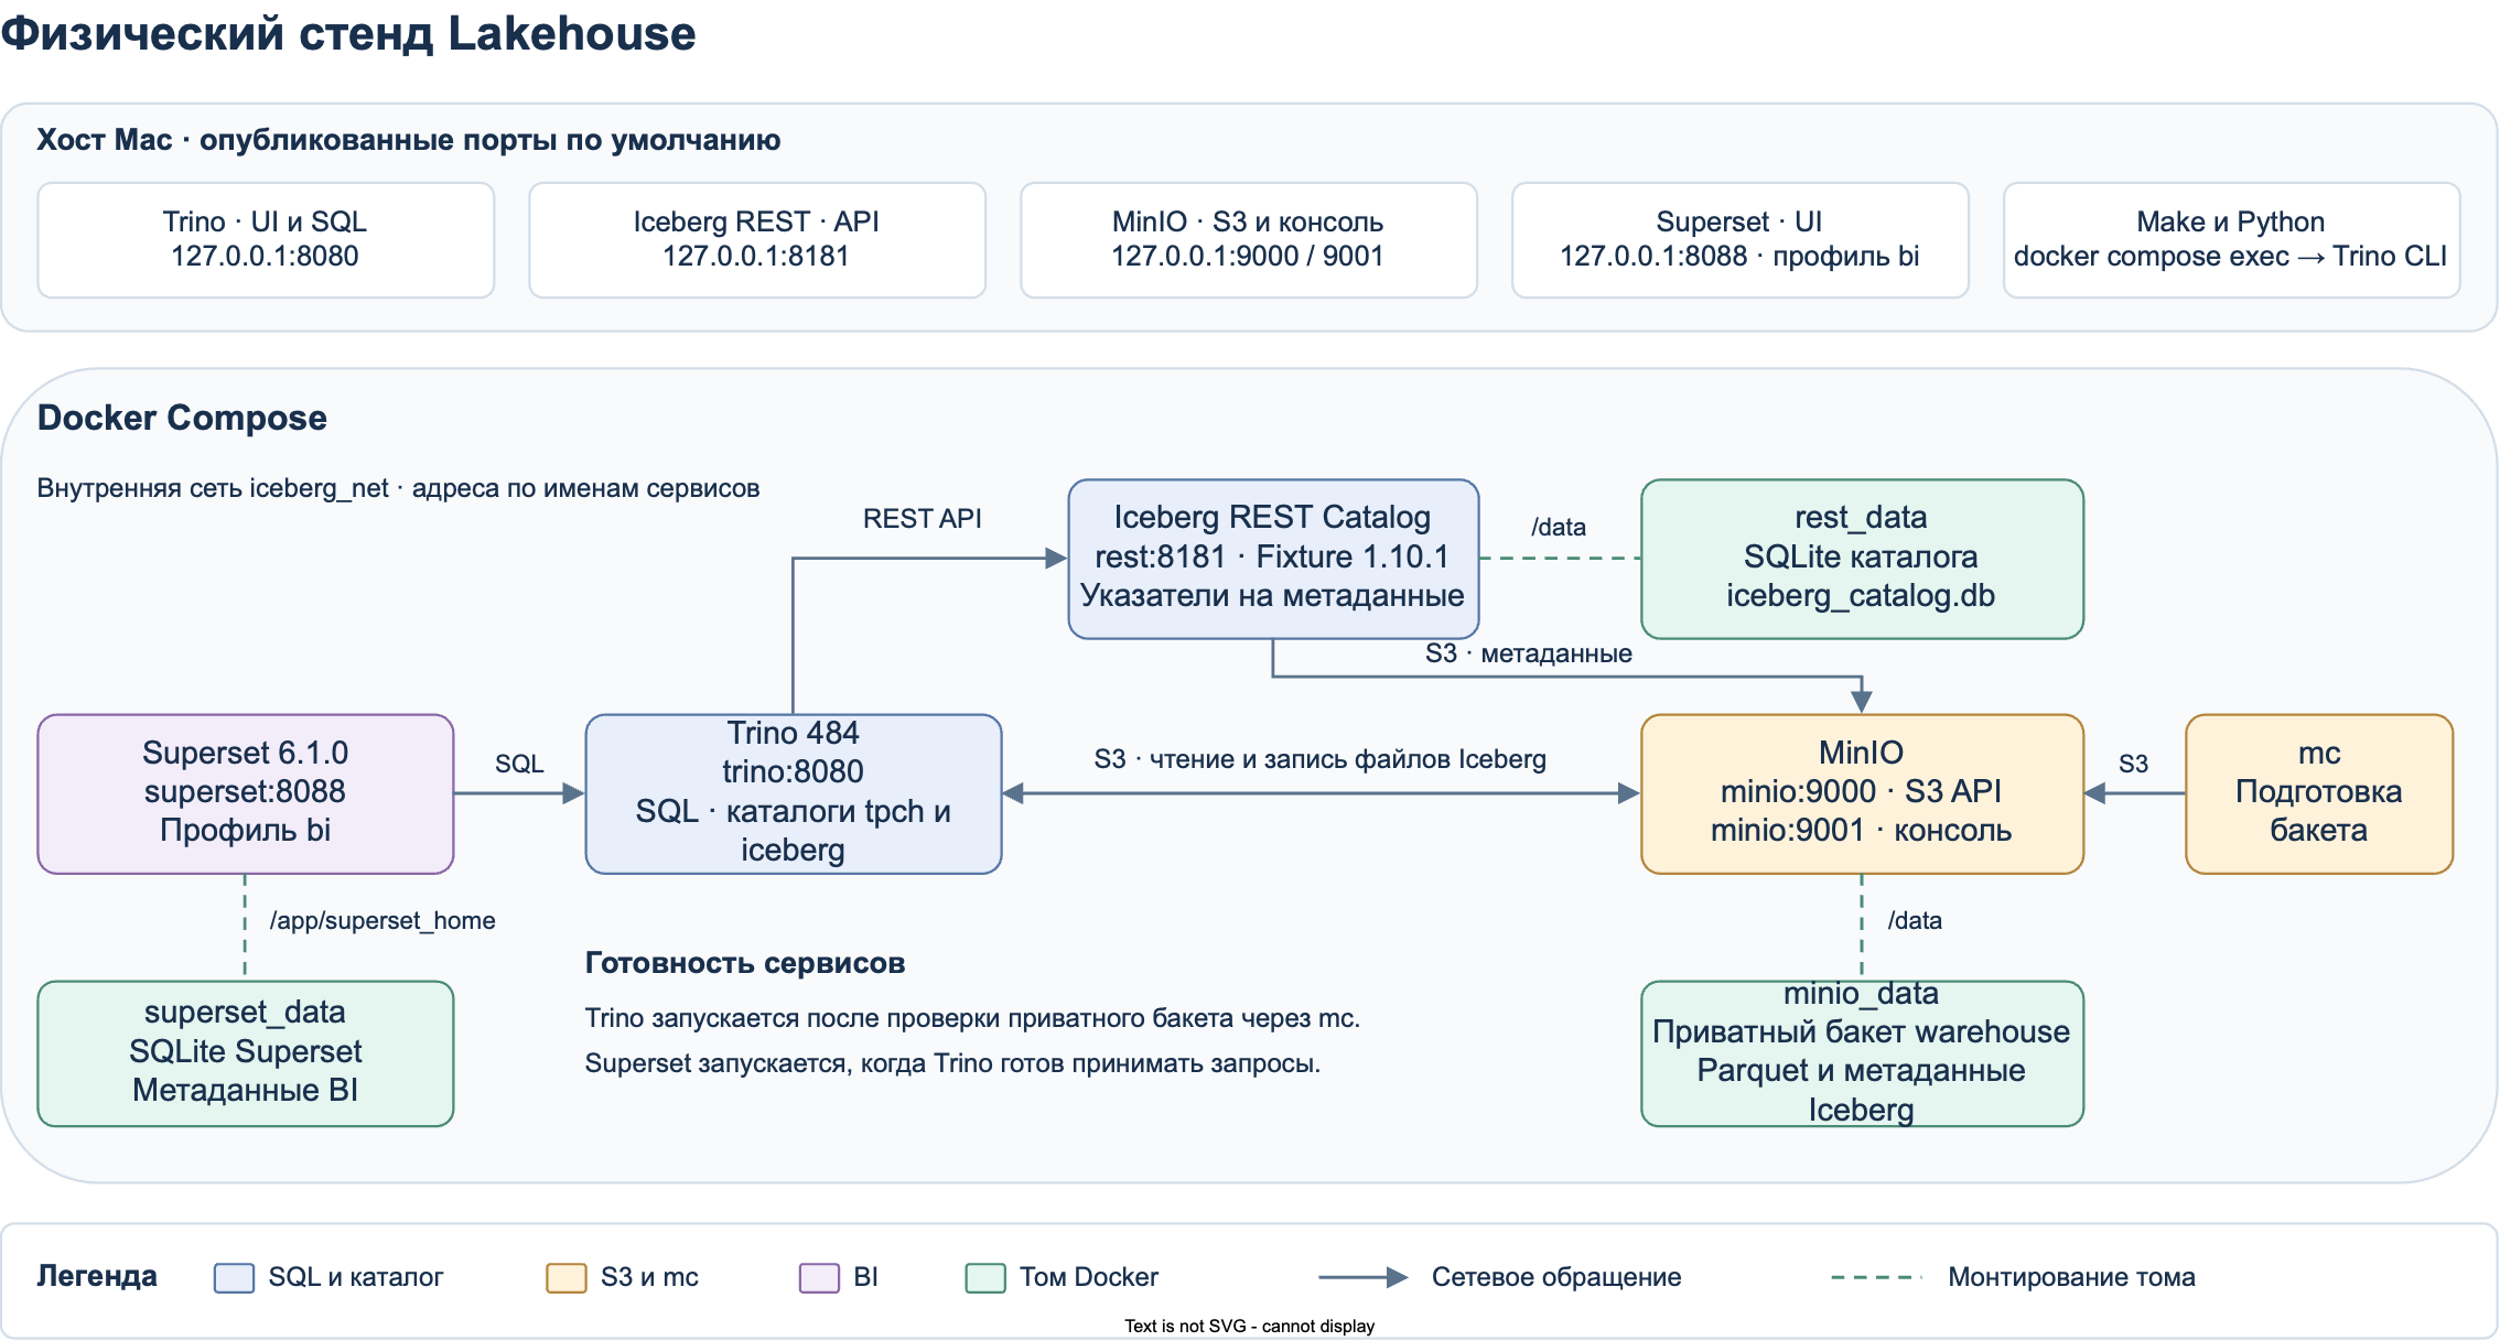 Физический стенд Lakehouse
Хост Mac · опубликованные порты по умолчанию
Trino · UI и SQL
127.0.0.1:8080
Iceberg REST · API
127.0.0.1:8181
MinIO · S3 и консоль
127.0.0.1:9000 / 9001
Superset · UI
127.0.0.1:8088 · профиль bi
Make и Python
docker compose exec → Trino CLI
Docker Compose
Внутренняя сеть iceberg_net · адреса по именам сервисов
REST API
Iceberg REST Catalog
rest:8181 · Fixture 1.10.1
Указатели на метаданные
/data
rest_data
SQLite каталога
iceberg_catalog.db
S3 · метаданные
Superset 6.1.0
superset:8088
Профиль bi
SQL
Trino 484
trino:8080
SQL · каталоги tpch и
iceberg
S3 · чтение и запись файлов Iceberg
MinIO
minio:9000 · S3 API
minio:9001 · консоль
S3
mc
Подготовка
бакета
/app/superset_home
/data
superset_data
SQLite Superset
Метаданные BI
Готовность сервисов
Trino запускается после проверки приватного бакета через mc.
Superset запускается, когда Trino готов принимать запросы.
minio_data
Приватный бакет warehouse
Parquet и метаданные
Iceberg
Легенда
SQL и каталог
S3 и mc
BI
Том Docker
Сетевое обращение
Монтирование тома
Text is not SVG - cannot display